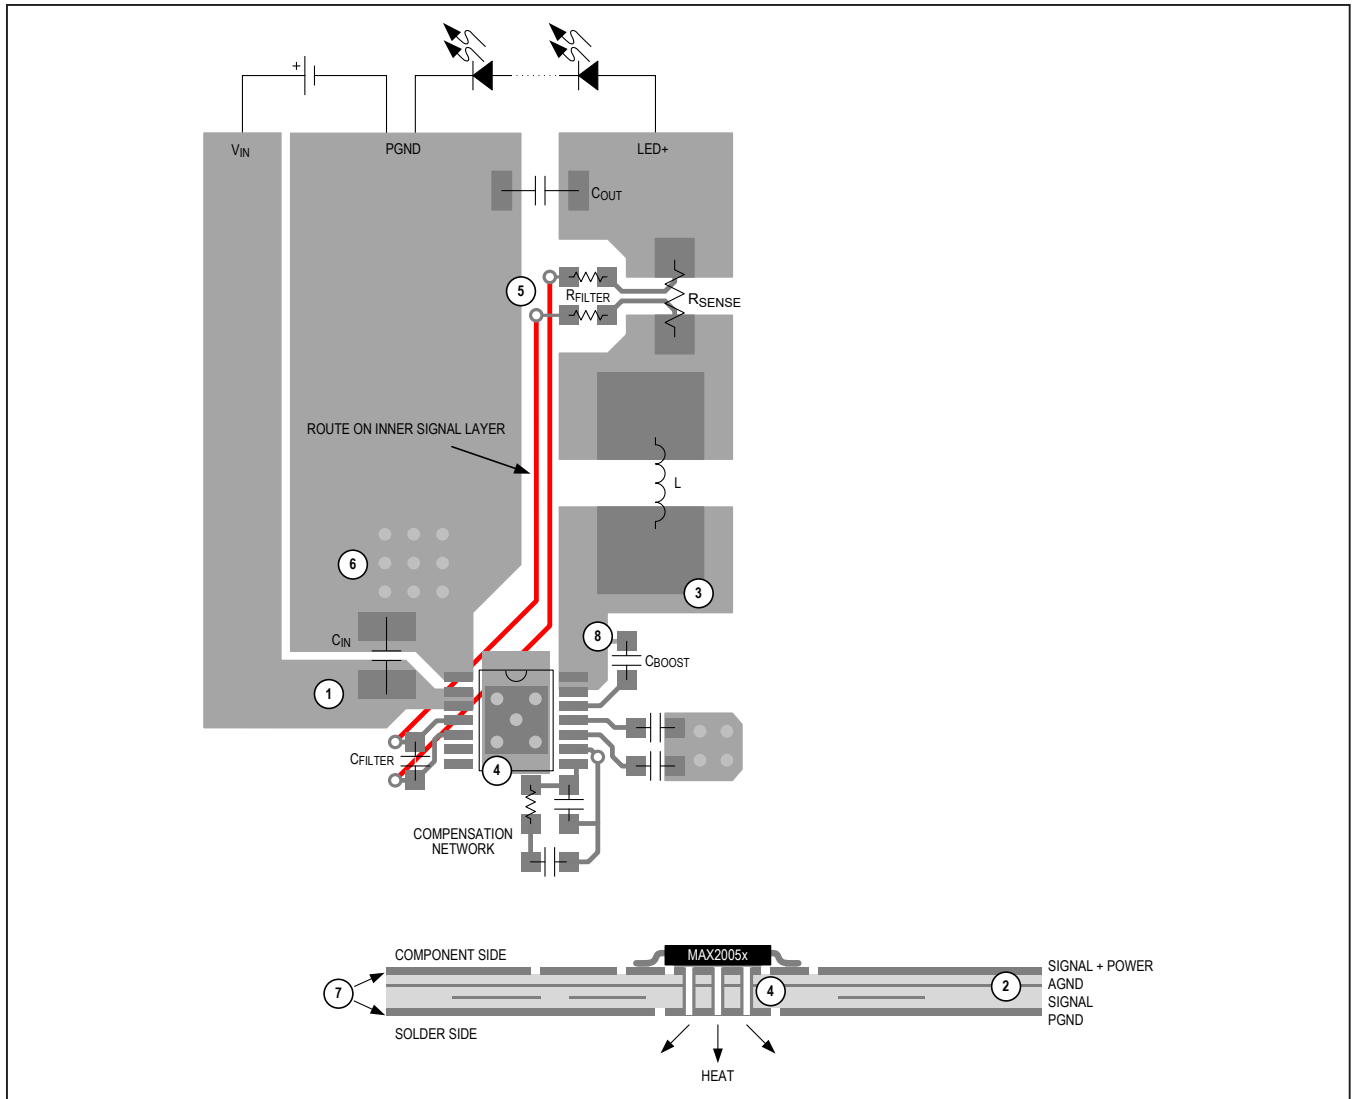 +
VIN
PGND
LED+
COUT
5
RFILTER
RSENSE
ROUTE ON INNER SIGNAL LAYER
L
6
3
CIN
8
CBOOST
1
CFILTER
4
COMPENSATION
NETWORK
COMPONENT SIDE
MAX2005x
SIGNAL + POWER
AGND
SIGNAL
PGND
2
4
7
SOLDER SIDE
HEAT